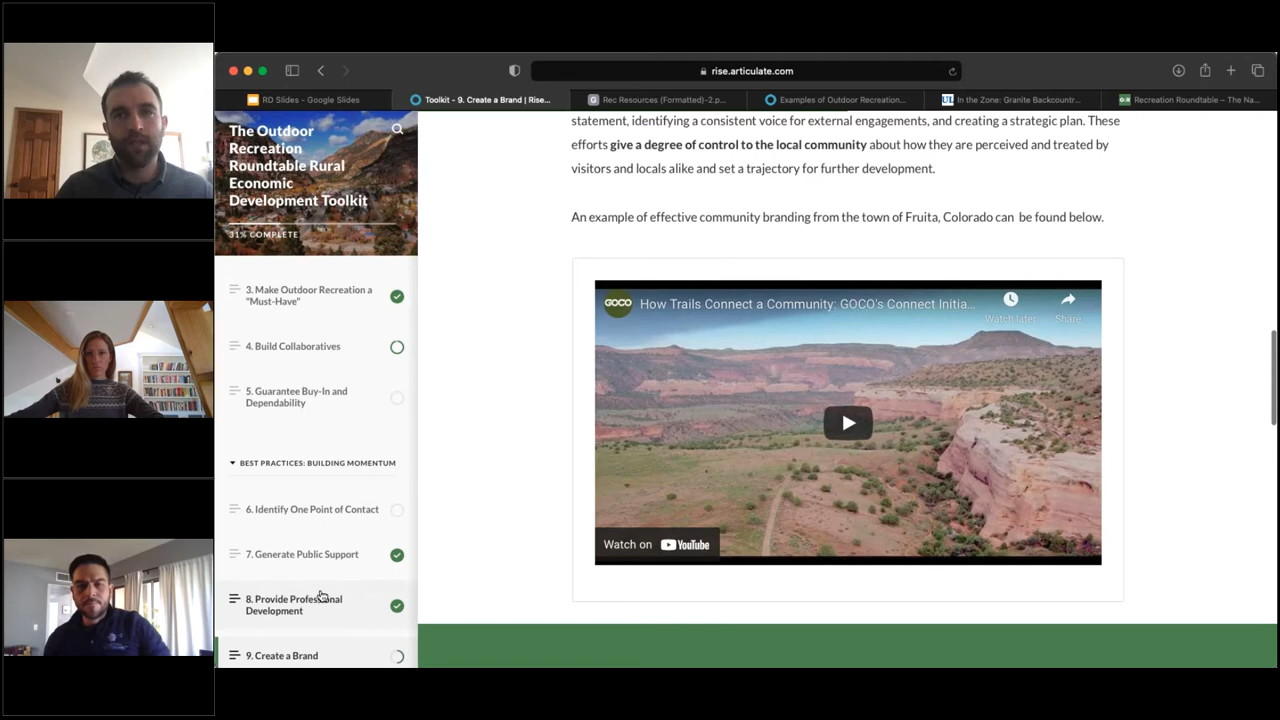 rise.articulate.com
RD Slides - Google Slides
Toolkit - 9. Create a Brand | Rise...
Rec Resources (Formatted)-2.p...
Examples of Outdoor Recreation...
In the Zone: Granite Backcountr...
Recreation Roundtable – The Na...
The Outdoor
Recreation
Roundtable Rural
Economic
Development Toolkit
31% COMPLETE
3. Make Outdoor Recreation a
"Must-Have"
4. Build Collaboratives
5. Guarantee Buy-In and
Dependability
BEST PRACTICES: BUILDING MOMENTUM
6. Identify One Point of Contact
7. Generate Public Support
8. Provide Professional
Development
9. Create a Brand
statement, identifying a consistent voice for external engagements, and creating a strategic plan. These
efforts give a degree of control to the local community about how they are perceived and treated by
visitors and locals alike and set a trajectory for further development.
An example of effective community branding from the town of Fruita, Colorado can be found below.
GOCO
How Trails Connect a Community: GOCO's Connect Initia...
Watch later
Share
Watch on YouTube